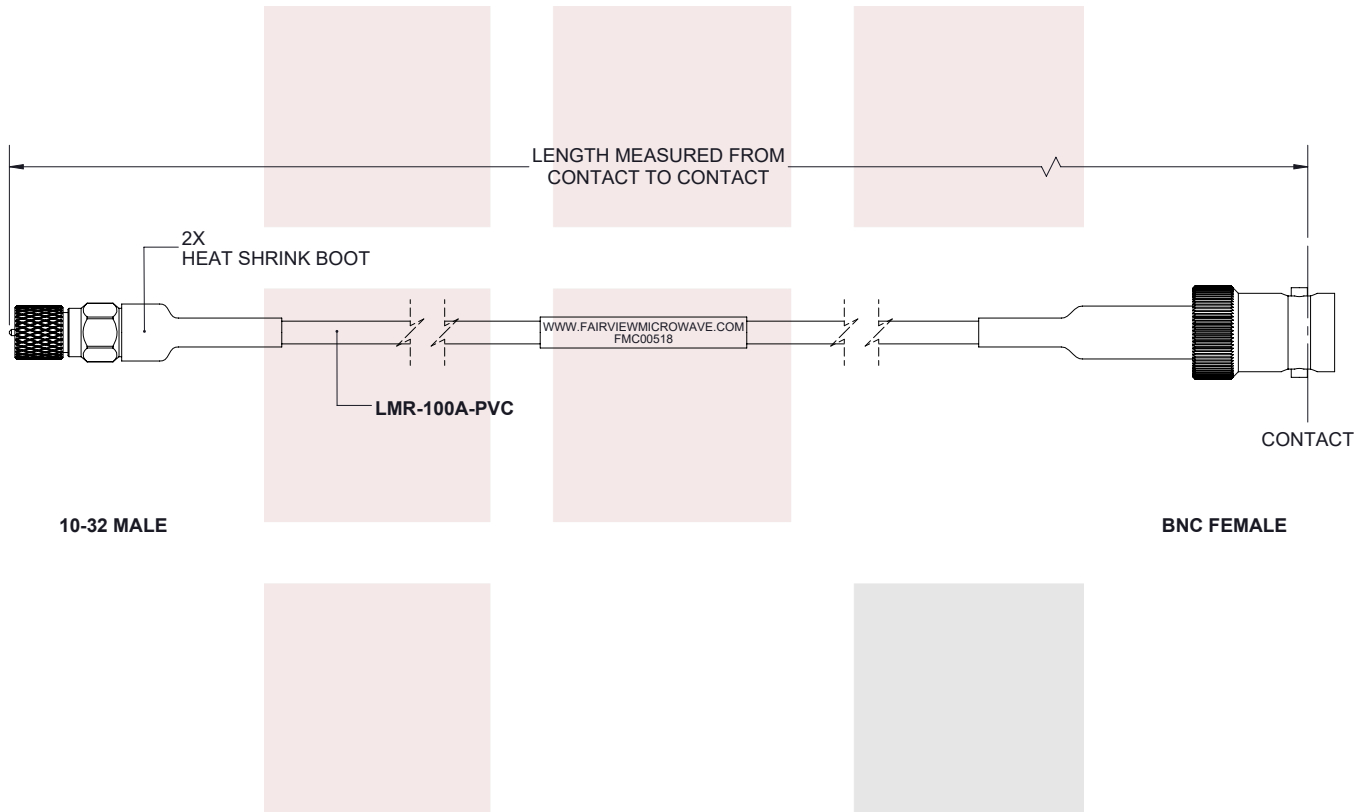 LENGTH MEASURED FROM
CONTACT TO CONTACT
2X
HEAT SHRINK BOOT
WWW.FAIRVIEWMICROWAVE.COM
FMC00518
LMR-100A-PVC
CONTACT
10-32 MALE
BNC FEMALE